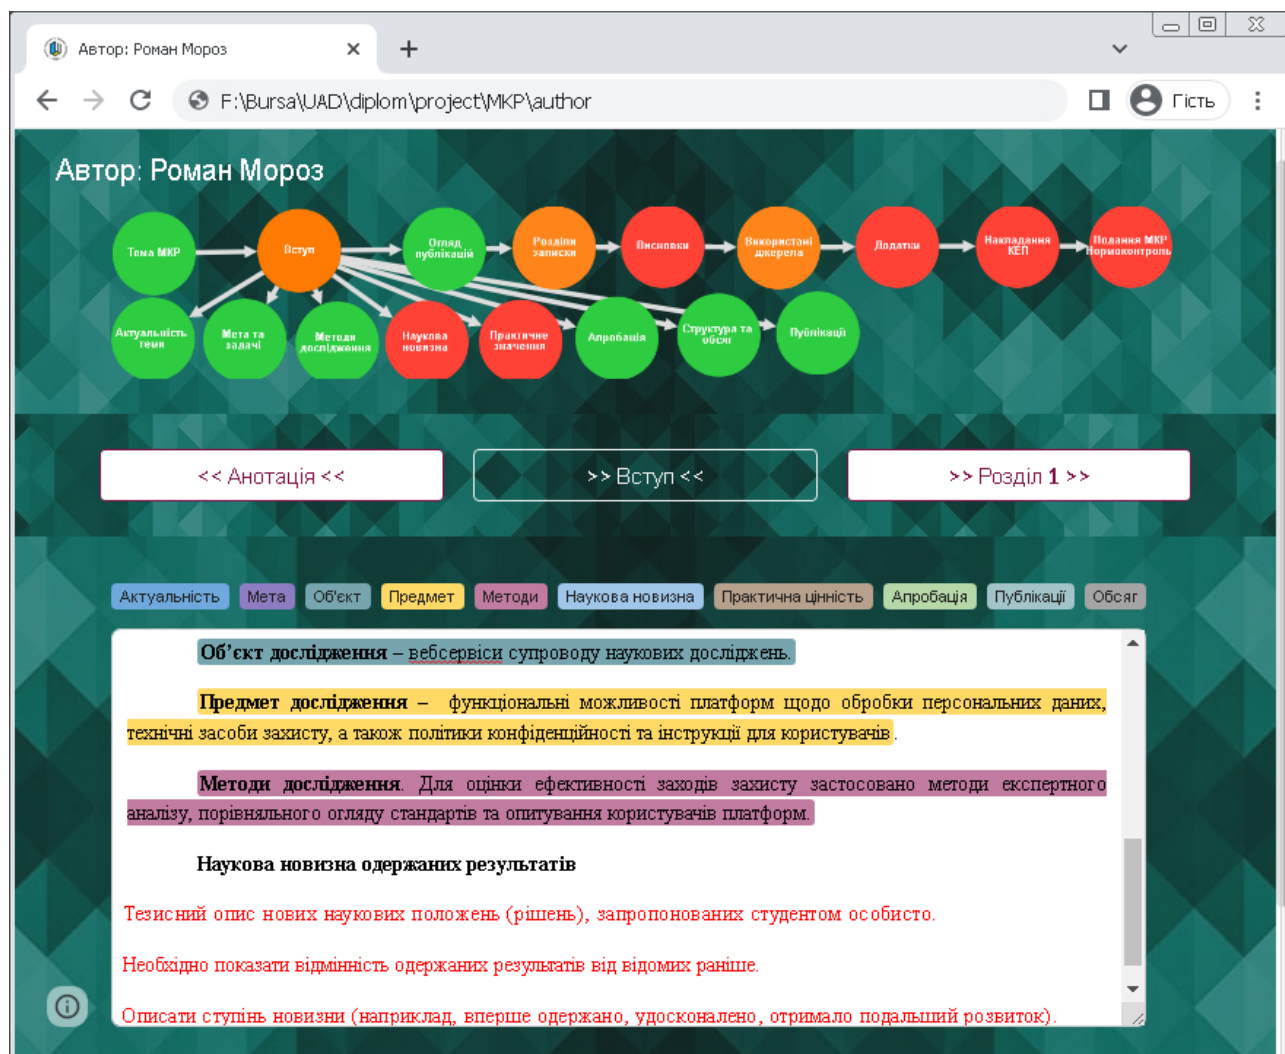 Автор: Роман Мороз
F:\Bursa\UAD\diplom\project\MKP\author
Гість
Автор: Роман Мороз
Тема МКР
Вступ
Огляд
публікацій
Розділи
записки
Висновки
Використані
джерела
Додатки
Накладання
КЕП
Подання МКР
Нормоконтроль
Актуальність
теми
Мета та
задачі
Методи
дослідження
Наукова
новизна
Практичне
значення
Апробація
Структура та
обсяг
Публікації
<< Анотація <<
>> Вступ <<
>> Розділ 1 >>
Актуальність Мета Об'єкт Предмет Методи Наукова новизна Практична цінність Апробація Публікації Обсяг
Об’єкт дослідження – вебсервіси супроводу наукових досліджень.
Предмет дослідження – функціональні можливості платформ щодо обробки персональних даних,
технічні засоби захисту, а також політики конфіденційності та інструкції для користувачів.
Методи дослідження. Для оцінки ефективності заходів захисту застосовано методи експертного
аналізу, порівняльного огляду стандартів та опитування користувачів платформ.
Наукова новизна одержаних результатів
Тезисний опис нових наукових положень (рішень), запропонованих студентом особисто.
Необхідно показати відмінність одержаних результатів від відомих раніше.
Описати ступінь новизни (наприклад, вперше одержано, удосконалено, отримало подальший розвиток).